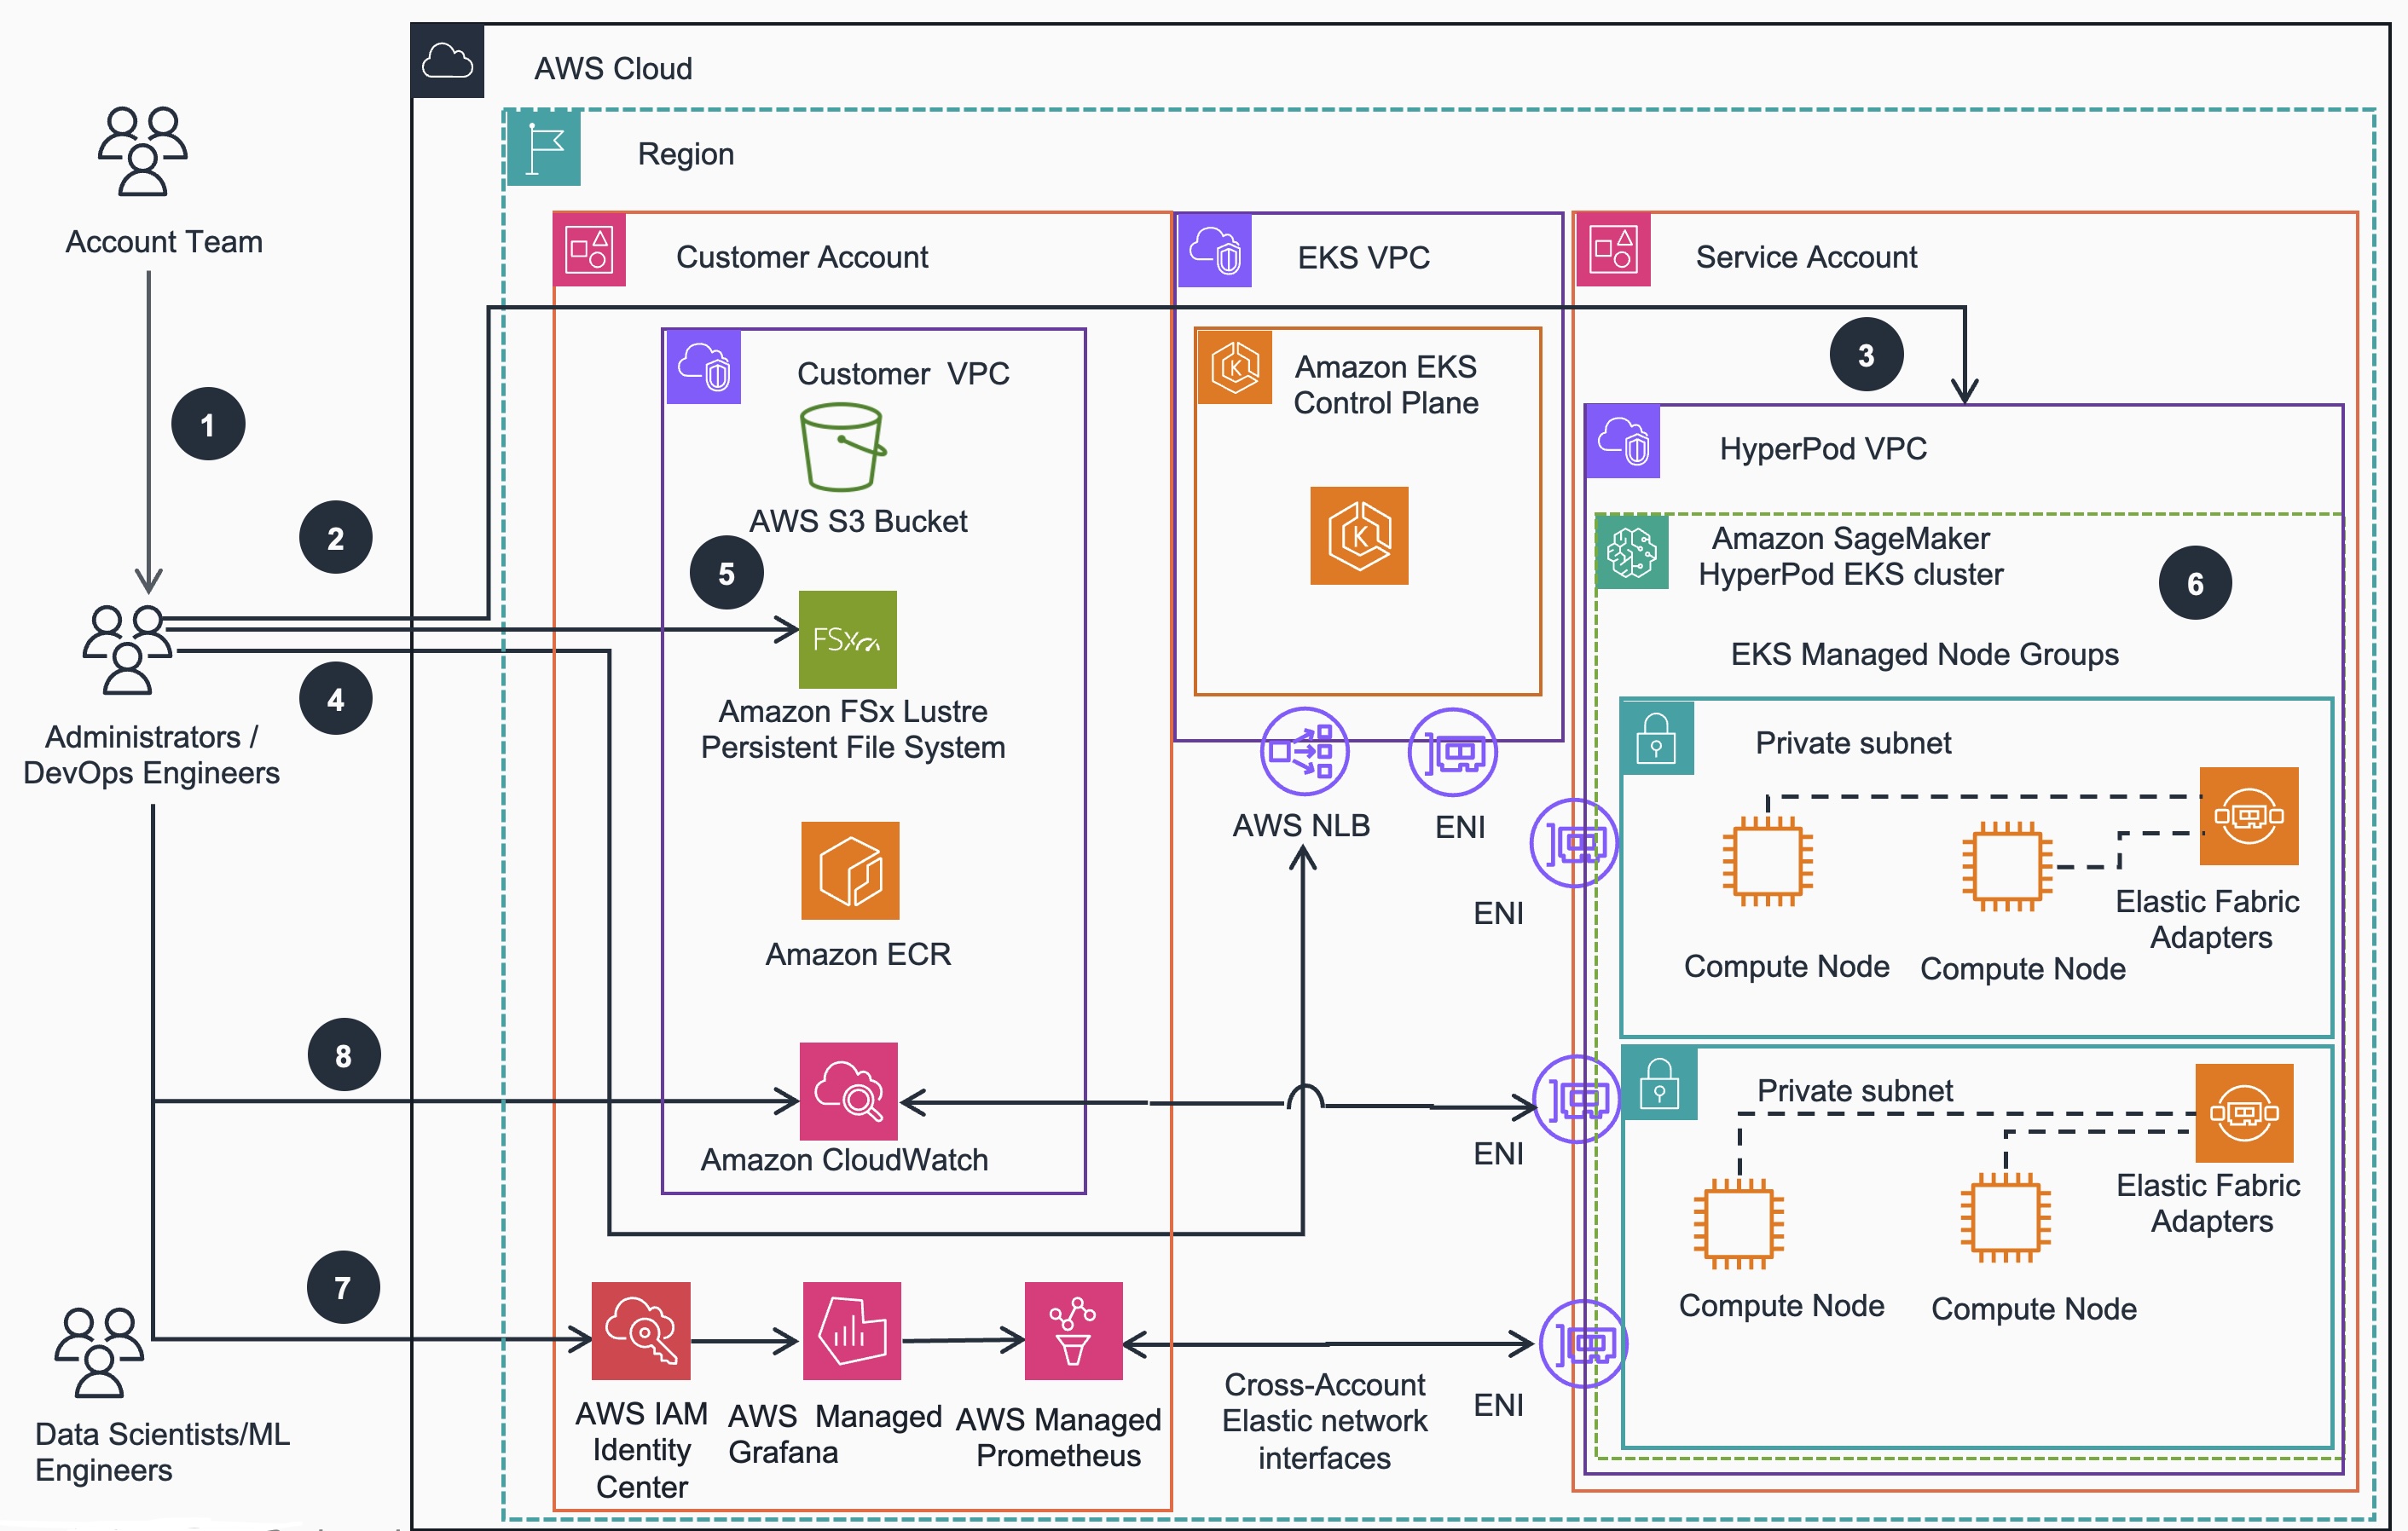 AWS Cloud
Region
Account Team
Customer Account
EKS VPC
Service Account
Customer  VPC
Amazon EKS
Control Plane
3
1
HyperPod VPC
AWS S3 Bucket
2
Amazon SageMaker
HyperPod EKS cluster
5
6
FSx
EKS Managed Node Groups
4
Amazon FSx Lustre
Persistent File System
Administrators /
DevOps Engineers
Private subnet
AWS NLB
ENI
ENI
Elastic Fabric
Adapters
Amazon ECR
Compute Node
Compute Node
8
Private subnet
Amazon CloudWatch
ENI
Elastic Fabric
Adapters
7
Compute Node
Compute Node
AWS IAM
Identity
Center
AWS  Managed
Grafana
AWS Managed
Prometheus
Cross-Account
Elastic network
interfaces
ENI
Data Scientists/ML
Engineers
K
K